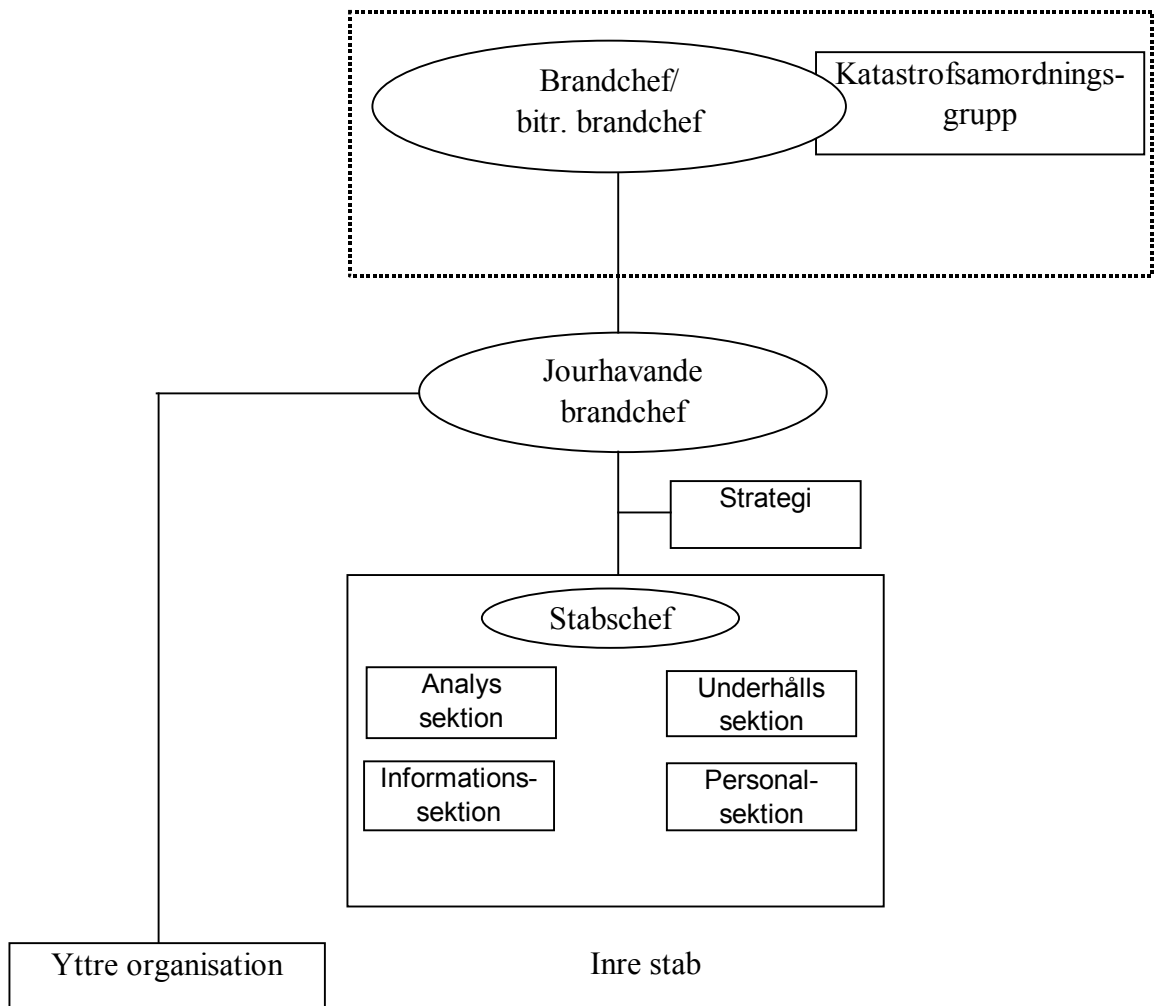 Brandchef/
bitr. brandchef
Katastrofsamordnings-
grupp
Jourhavande
brandchef
Strategi
Stabschef
Analys
sektion
Underhålls
sektion
Informations-
sektion
Personal-
sektion
Yttre organisation
Inre stab